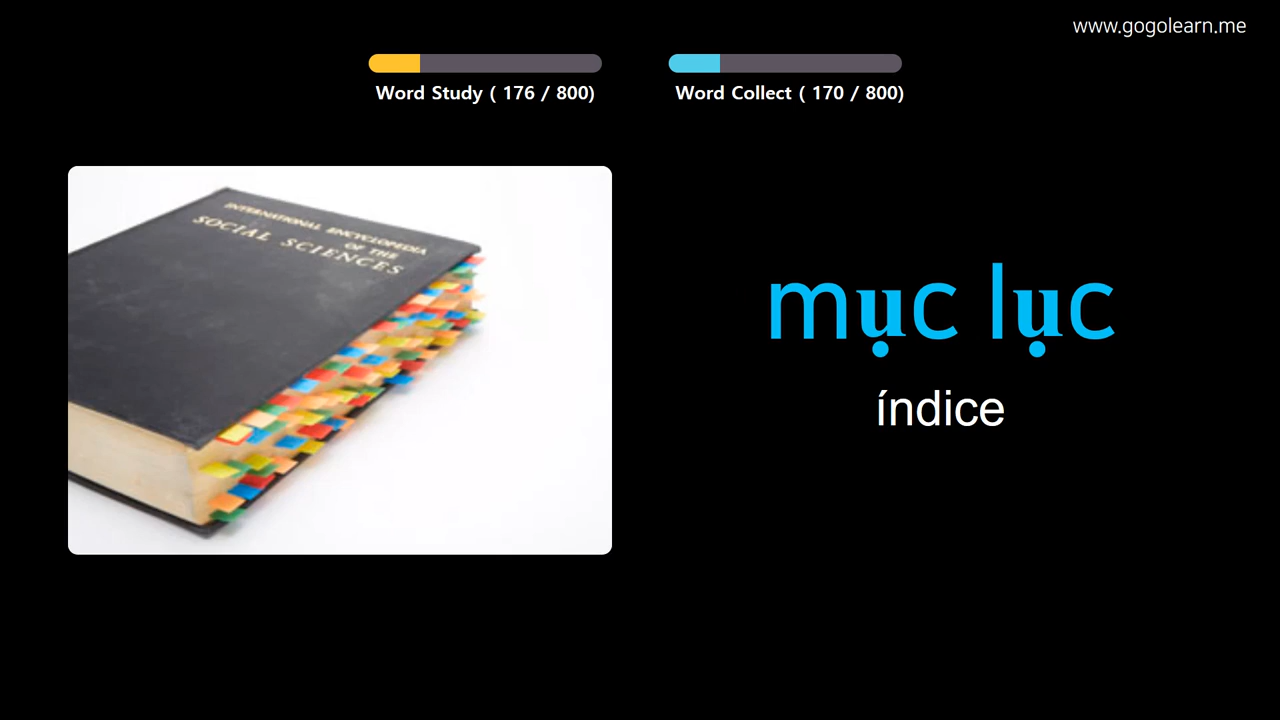 www.gogolearn.me
Word Study ( 176 / 800)
Word Collect ( 170 / 800)
INTERNATIONAL ENCYCLOPEDIA
OF THE
SOCIAL SCIENCES
mục lục
índice